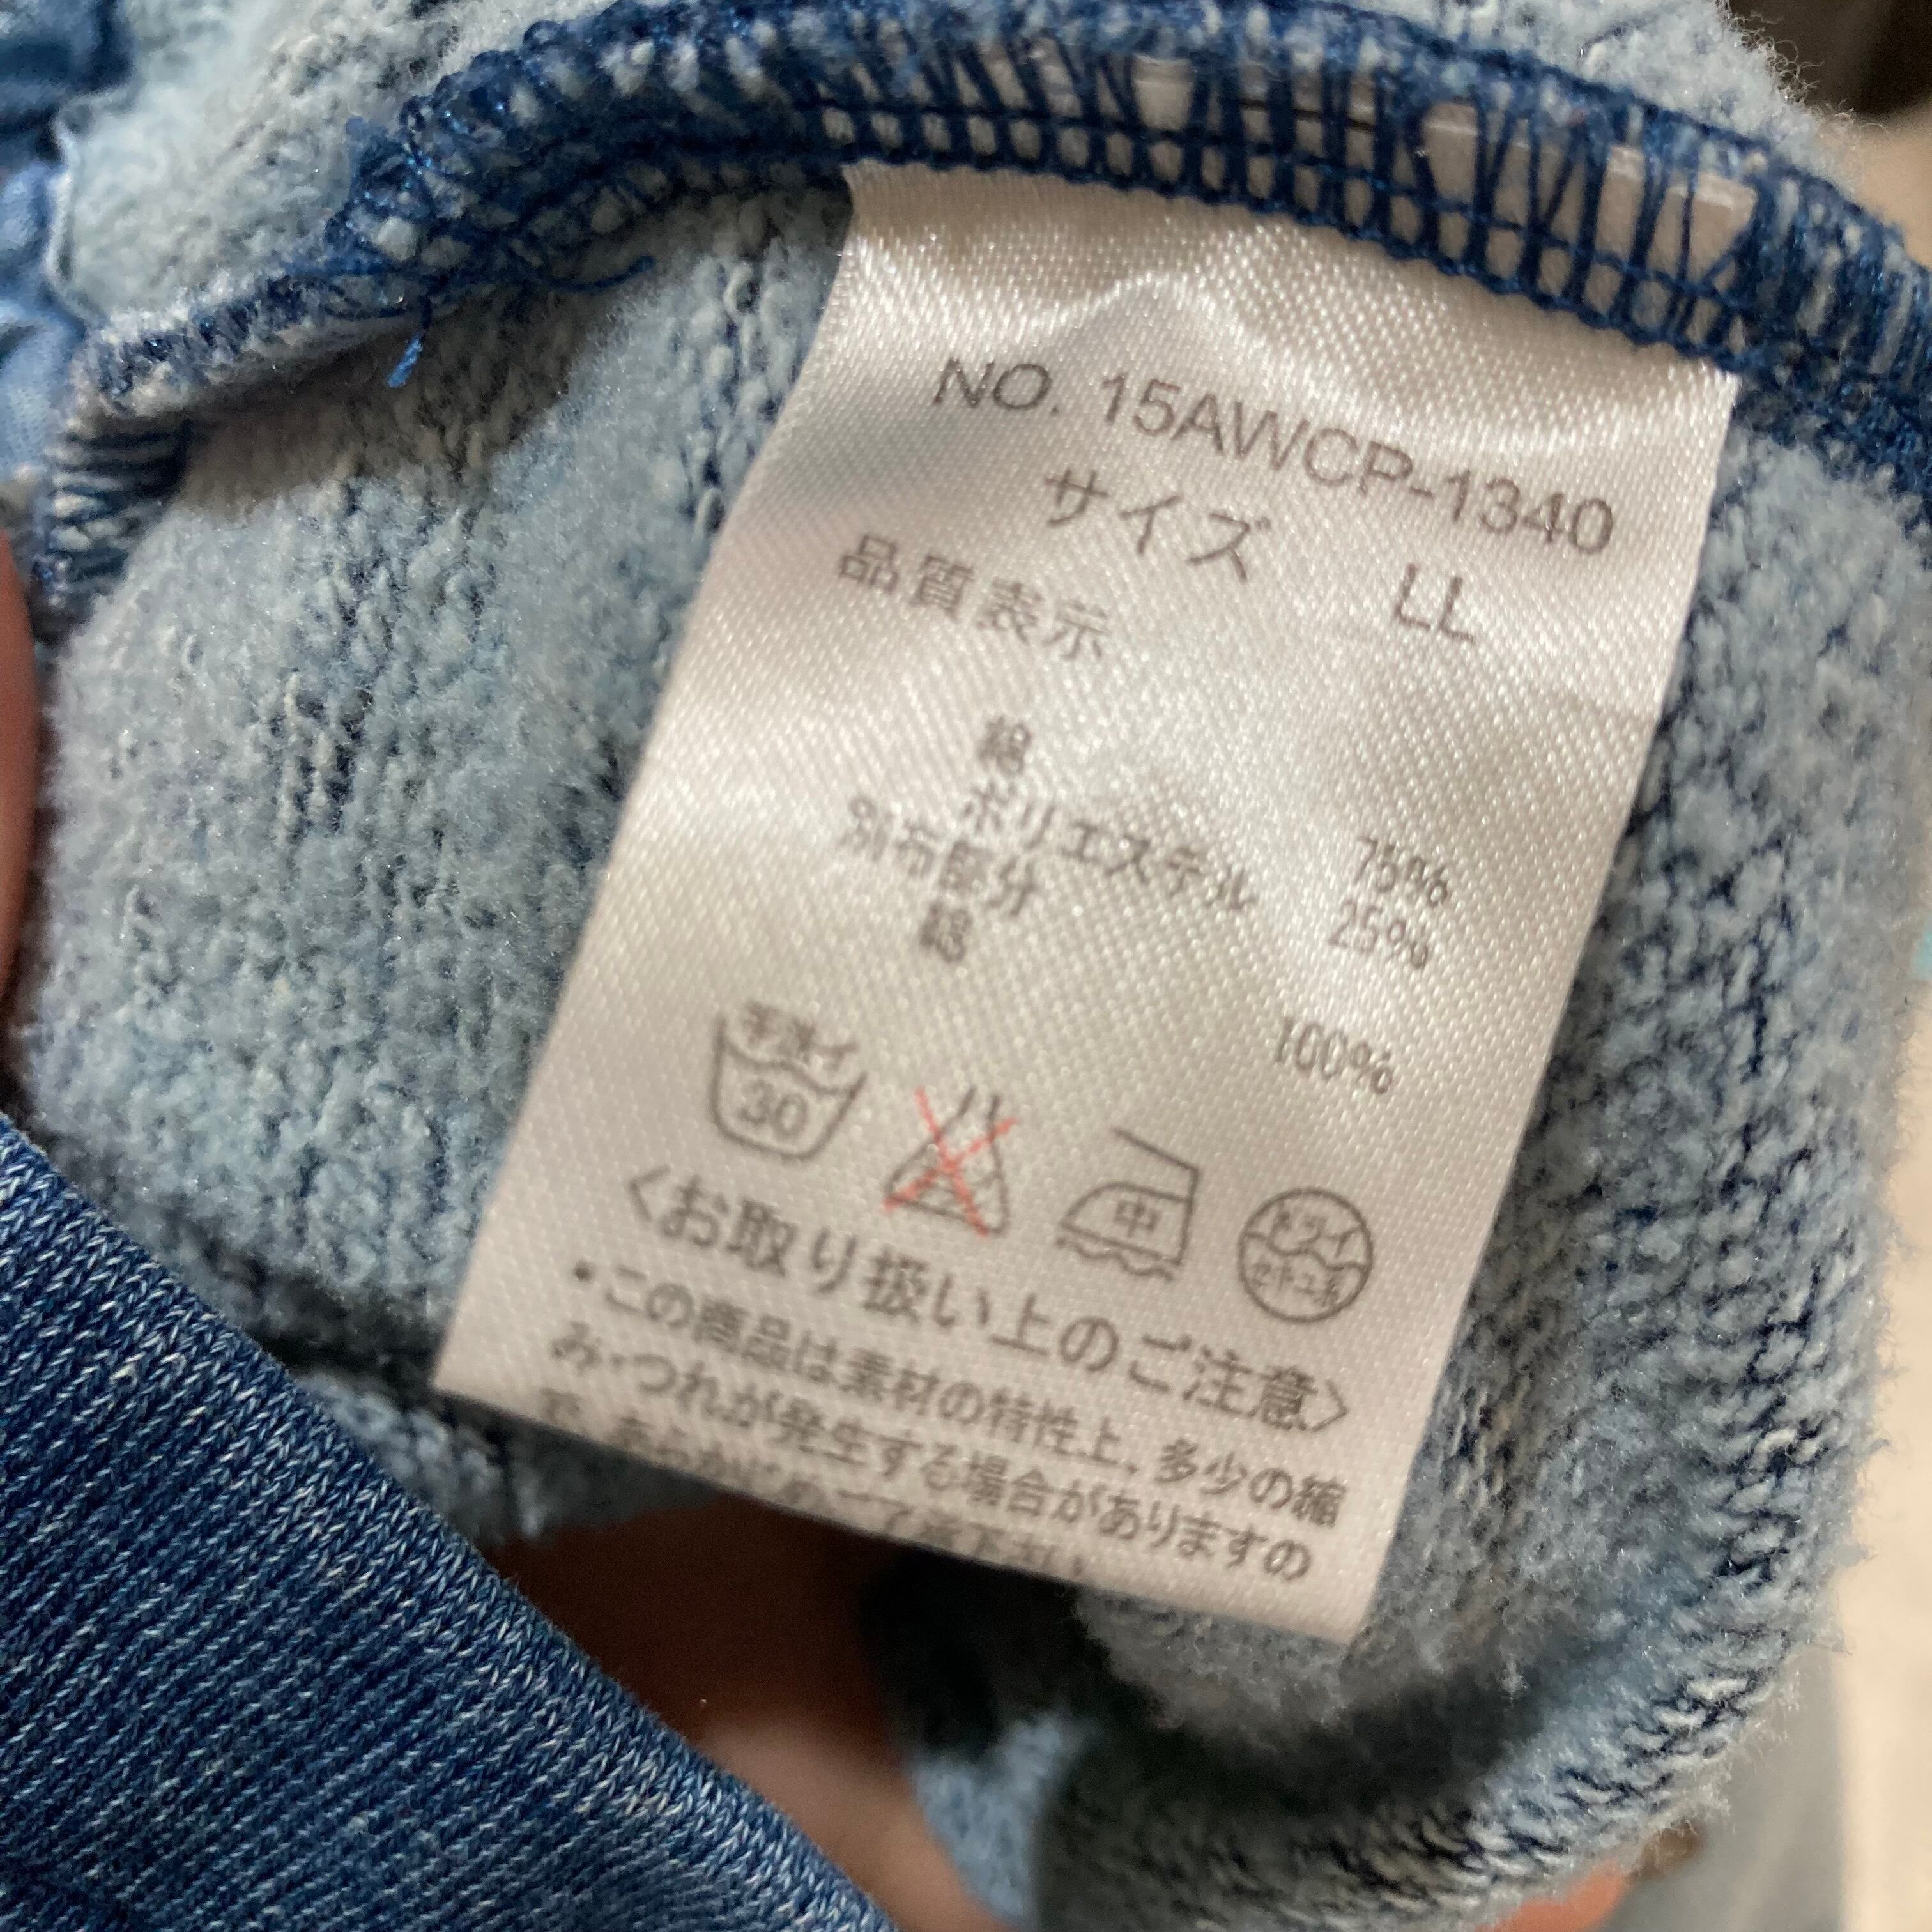 NO. 15AWCP-1340
サイズ LL
品質表示
綿 75%
ポリエステル 25%
別布部分
綿 100%
手洗イ
30
中
ドライ
セキユ系
〈お取り扱い上のご注意〉
・この商品は素材の特性上、多少の縮
み・つれが発生する場合がありますの